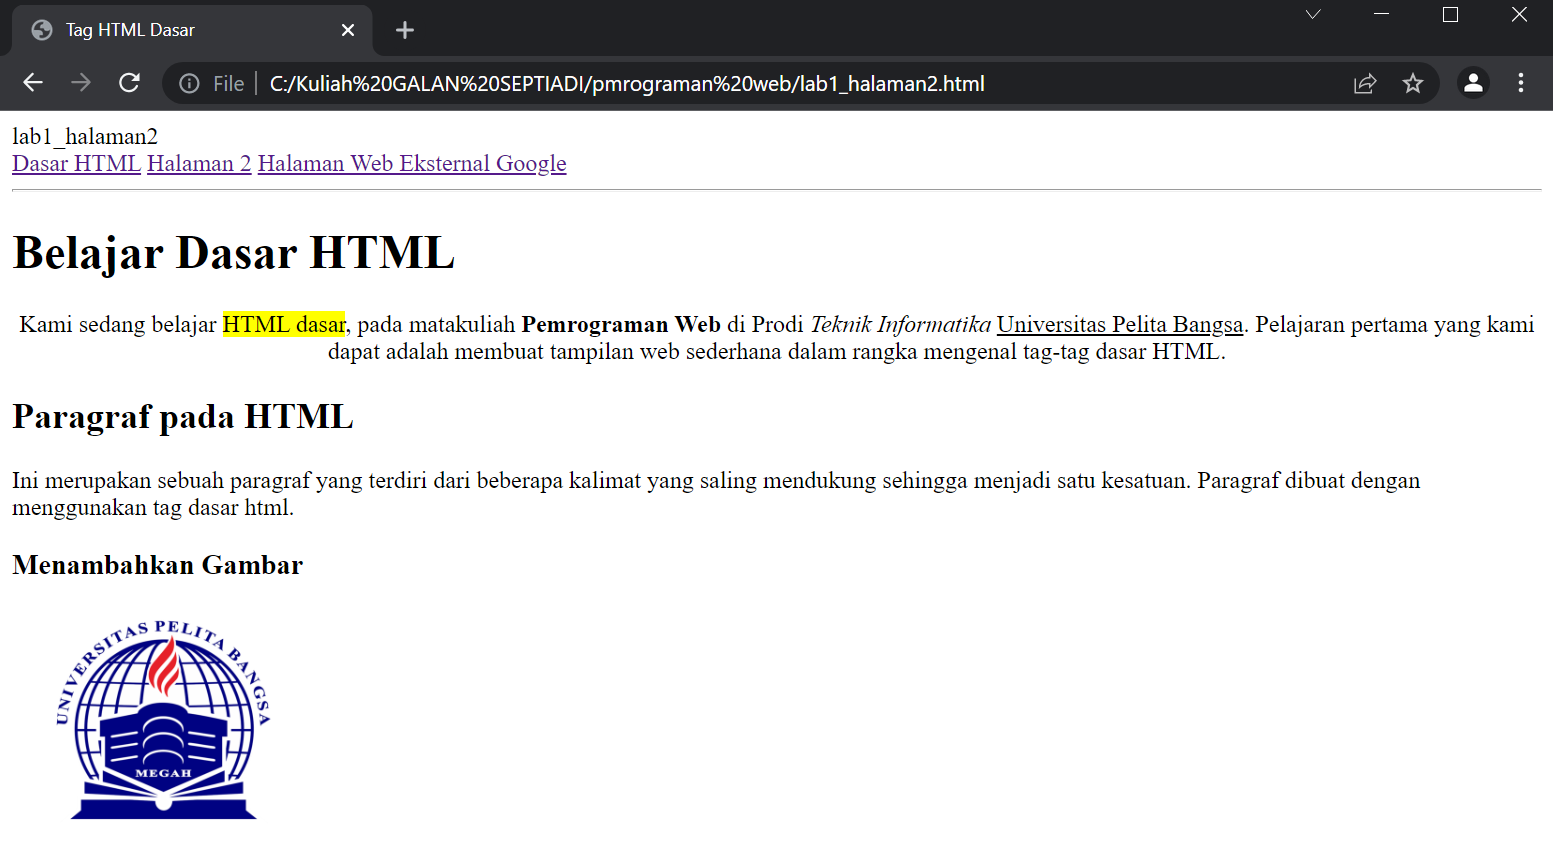 Tag HTML Dasar
File C:/Kuliah%20GALAN%20SEPTIADI/pmrograman%20web/lab1_halaman2.html
lab1_halaman2
Dasar HTML Halaman 2 Halaman Web Eksternal Google
Belajar Dasar HTML
Kami sedang belajar HTML dasar, pada matakuliah Pemrograman Web di Prodi Teknik Informatika Universitas Pelita Bangsa. Pelajaran pertama yang kami
dapat adalah membuat tampilan web sederhana dalam rangka mengenal tag-tag dasar HTML.
Paragraf pada HTML
Ini merupakan sebuah paragraf yang terdiri dari beberapa kalimat yang saling mendukung sehingga menjadi satu kesatuan. Paragraf dibuat dengan
menggunakan tag dasar html.
Menambahkan Gambar
UNIVERSITAS PELITA BANGSA
MEGAH